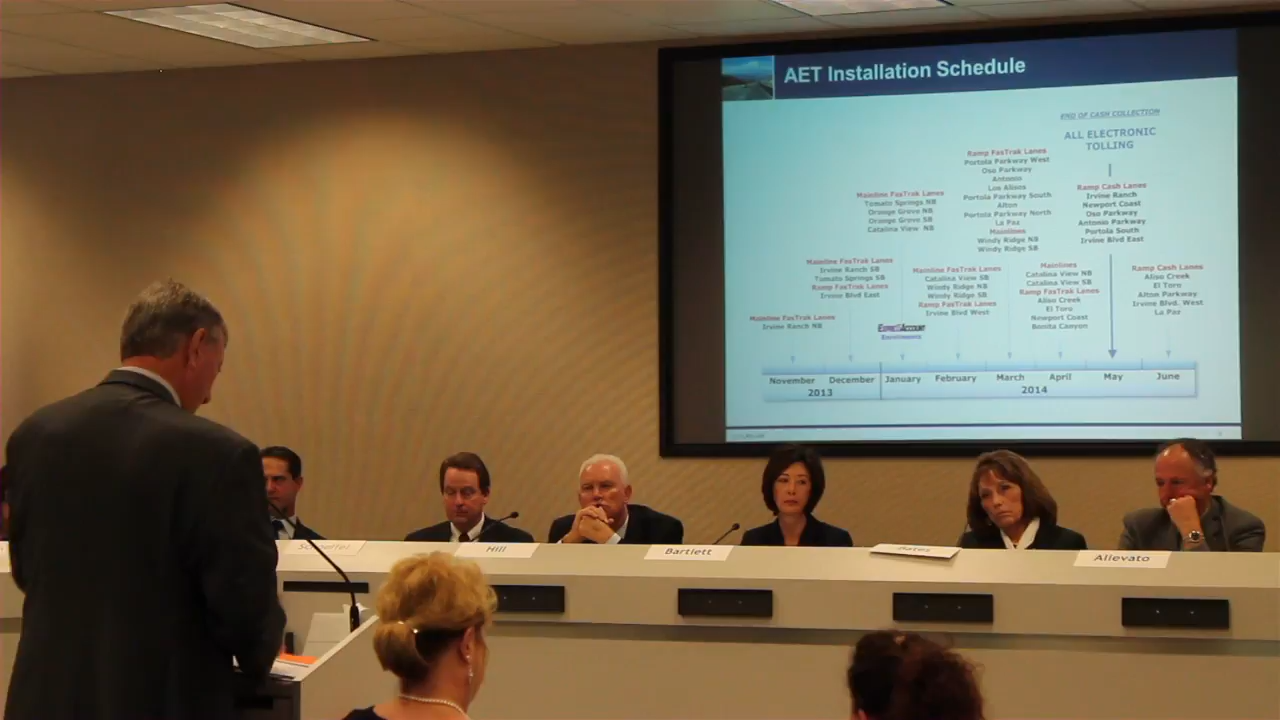 AET Installation Schedule
END OF CASH COLLECTION
ALL ELECTRONIC
TOLLING
Mainline FasTrak Lanes
Irvine Ranch NB
Mainline FasTrak Lanes
Irvine Ranch SB
Tomato Springs SB
Ramp FasTrak Lanes
Irvine Blvd East
Mainline FasTrak Lanes
Tomato Springs NB
Orange Grove NB
Orange Grove SB
Catalina View NB
ExpressAccount
Enrollments
Mainline FasTrak Lanes
Catalina View SB
Windy Ridge NB
Windy Ridge SB
Ramp FasTrak Lanes
Irvine Blvd West
Ramp FasTrak Lanes
Portola Parkway West
Oso Parkway
Antonio
Los Alisos
Portola Parkway South
Alton
Portola Parkway North
La Paz
Mainlines
Windy Ridge NB
Windy Ridge SB
Mainlines
Catalina View NB
Catalina View SB
Ramp FasTrak Lanes
Aliso Creek
El Toro
Newport Coast
Bonita Canyon
Ramp Cash Lanes
Irvine Ranch
Newport Coast
Oso Parkway
Antonio Parkway
Portola South
Irvine Blvd East
Ramp Cash Lanes
Aliso Creek
El Toro
Alton Parkway
Irvine Blvd. West
La Paz
November December January February March April May June
2013 2014
Hill
Bartlett
Bates
Allevato